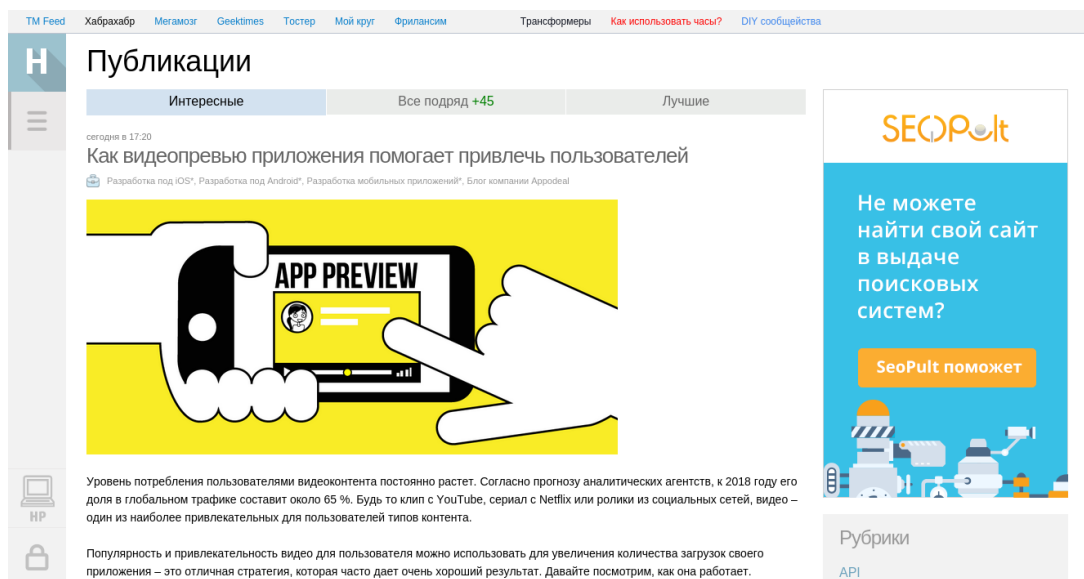 TM Feed Хабрахабр Мегамозг Geektimes Тостер Мой круг Фрилансим Трансформеры Как использовать часы? DIY сообщейства
H
Публикации
Интересные Все подряд +45 Лучшие
сегодня в 17:20
Как видеопревью приложения помогает привлечь пользователей
Разработка под iOS*, Разработка под Android*, Разработка мобильных приложений*, Блог компании Appodeal
APP PREVIEW
Уровень потребления пользователями видеоконтента постоянно растет. Согласно прогнозу аналитических агентств, к 2018 году его
доля в глобальном трафике составит около 65 %. Будь то клип с YouTube, сериал с Netflix или ролики из социальных сетей, видео –
один из наиболее привлекательных для пользователей типов контента.
Популярность и привлекательность видео для пользователя можно использовать для увеличения количества загрузок своего
приложения – это отличная стратегия, которая часто дает очень хороший результат. Давайте посмотрим, как она работает.
HP
SEOPult
Не можете
найти свой сайт
в выдаче
поисковых
систем?
SeoPult поможет
Рубрики
API